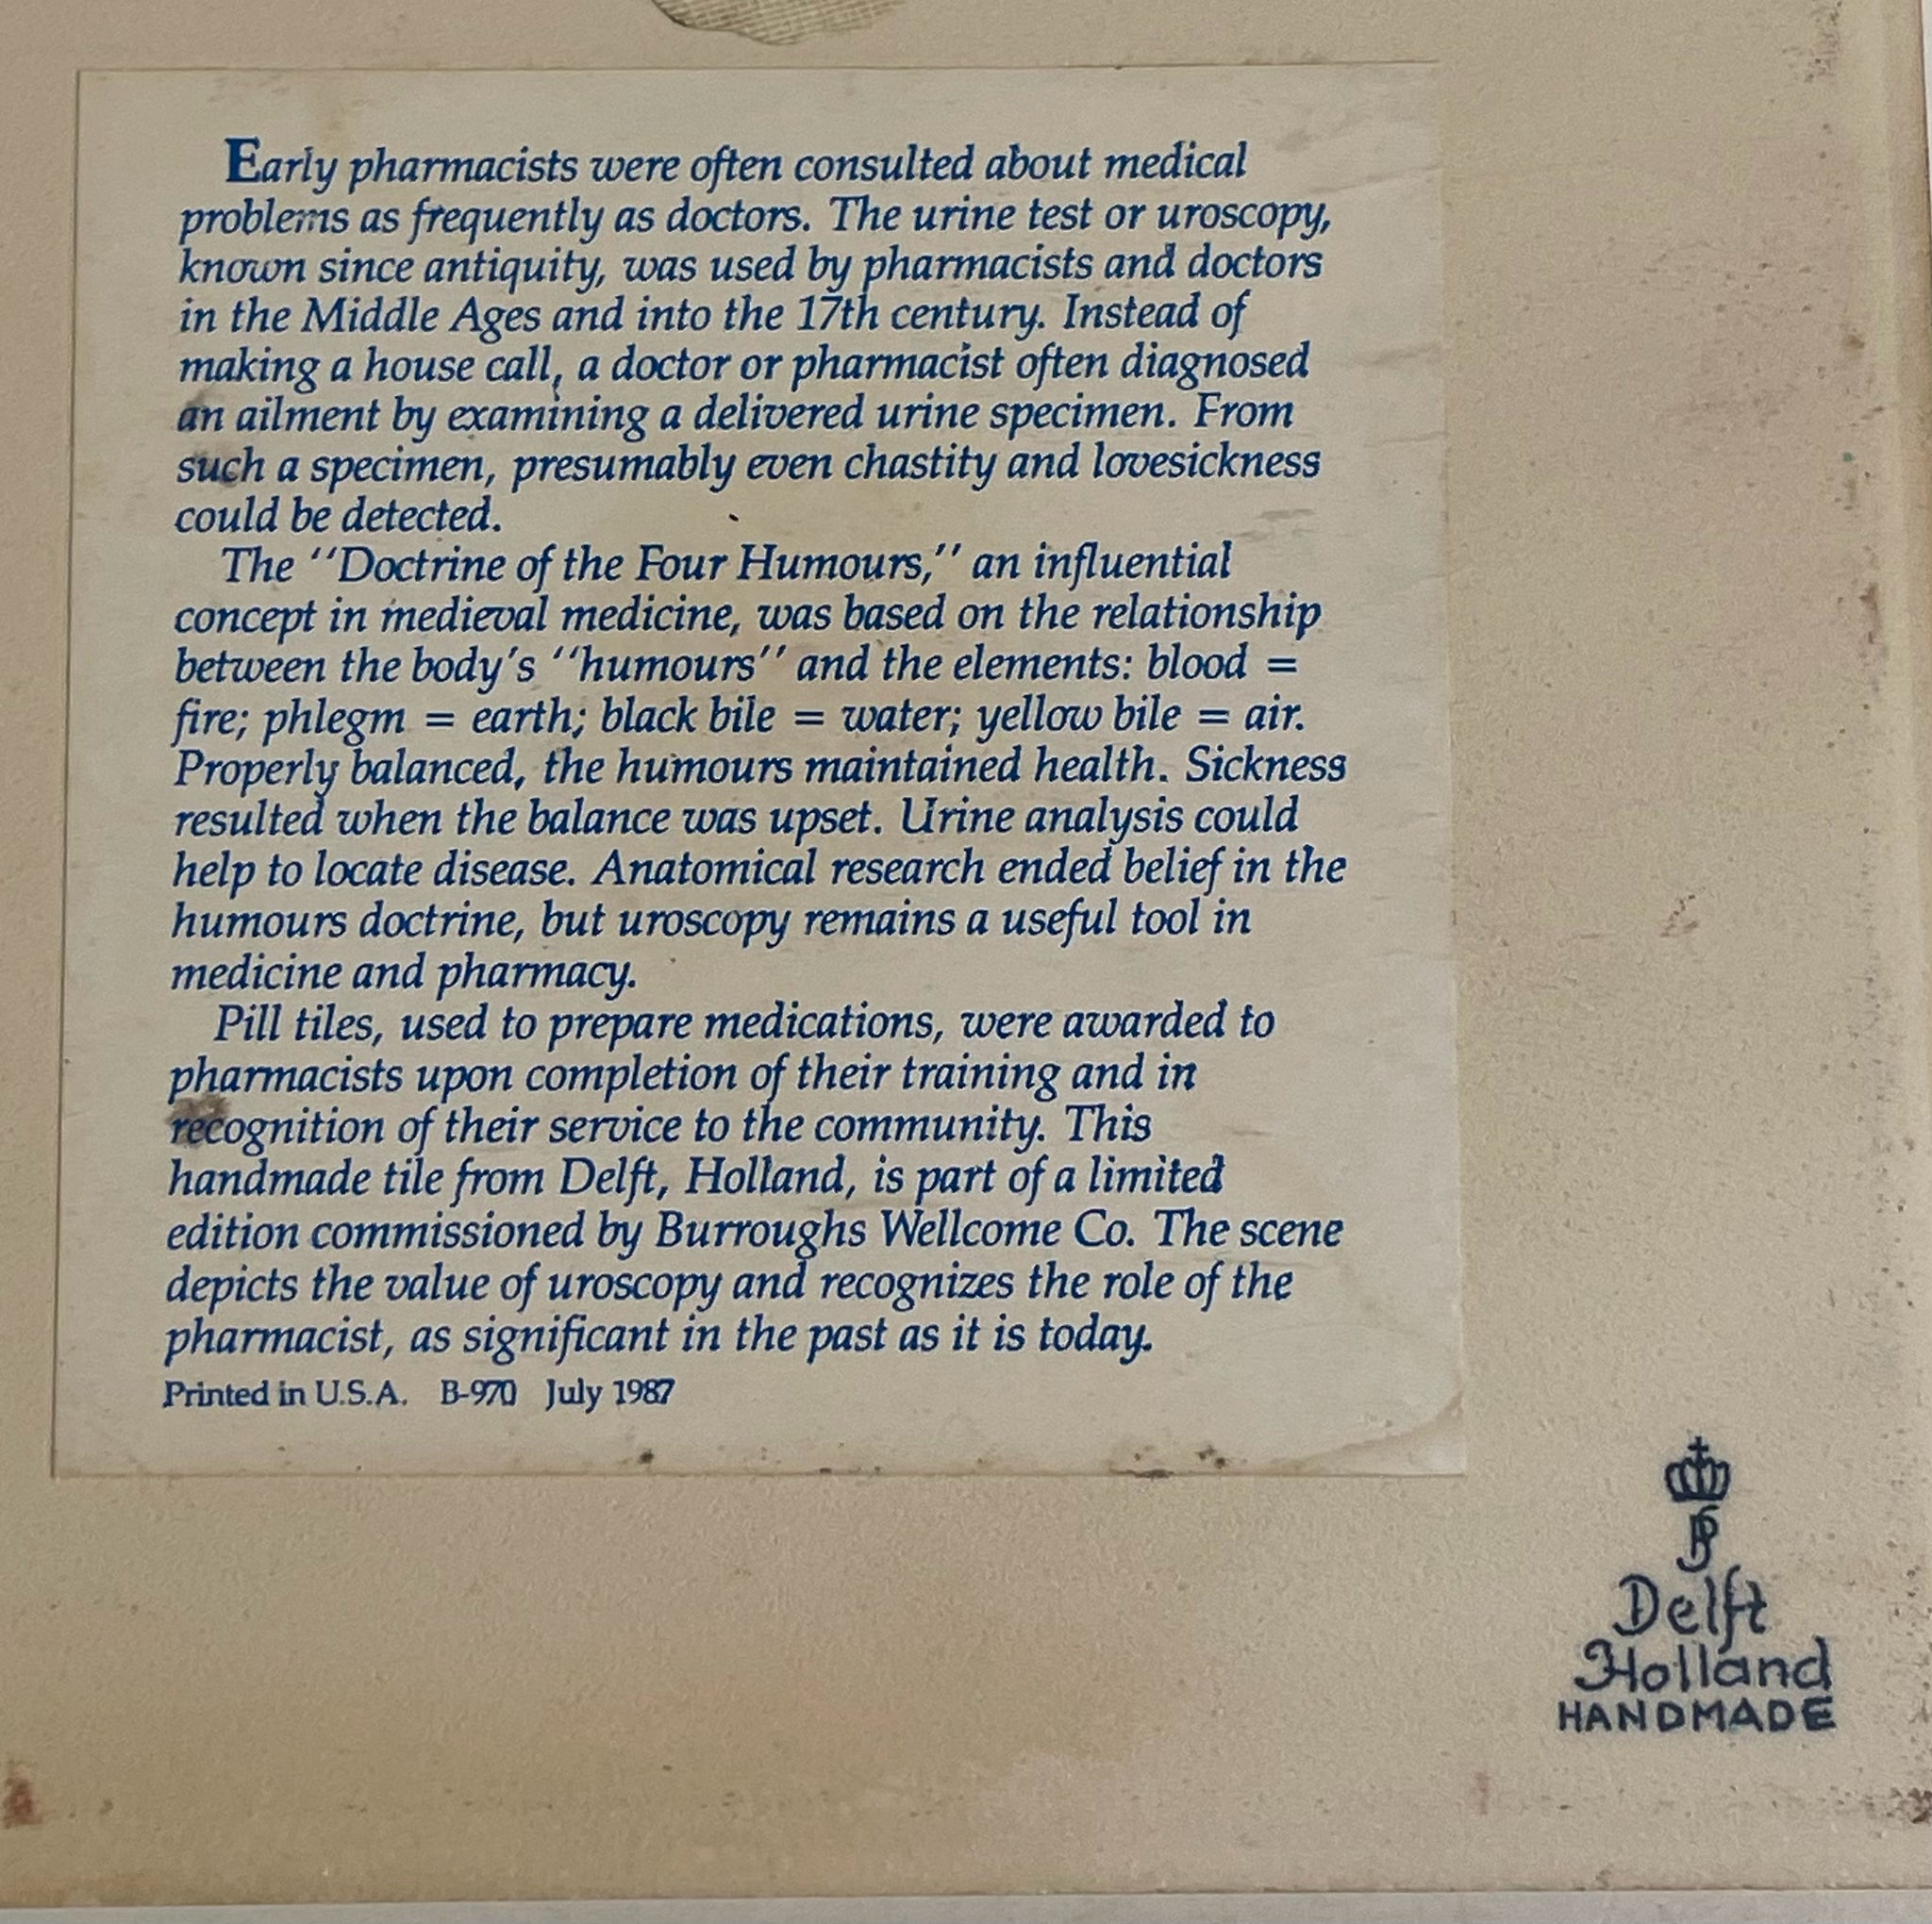 Early pharmacists were often consulted about medical
problems as frequently as doctors. The urine test or uroscopy,
known since antiquity, was used by pharmacists and doctors
in the Middle Ages and into the 17th century. Instead of
making a house call, a doctor or pharmacist often diagnosed
an ailment by examining a delivered urine specimen. From
such a specimen, presumably even chastity and lovesickness
could be detected.
The ''Doctrine of the Four Humours,'' an influential
concept in medieval medicine, was based on the relationship
between the body's ''humours'' and the elements: blood =
fire; phlegm = earth; black bile = water; yellow bile = air.
Properly balanced, the humours maintained health. Sickness
resulted when the balance was upset. Urine analysis could
help to locate disease. Anatomical research ended belief in the
humours doctrine, but uroscopy remains a useful tool in
medicine and pharmacy.
Pill tiles, used to prepare medications, were awarded to
pharmacists upon completion of their training and in
recognition of their service to the community. This
handmade tile from Delft, Holland, is part of a limited
edition commissioned by Burroughs Wellcome Co. The scene
depicts the value of uroscopy and recognizes the role of the
pharmacist, as significant in the past as it is today.
Printed in U.S.A. B-970 July 1987
Delft
Holland
HANDMADE